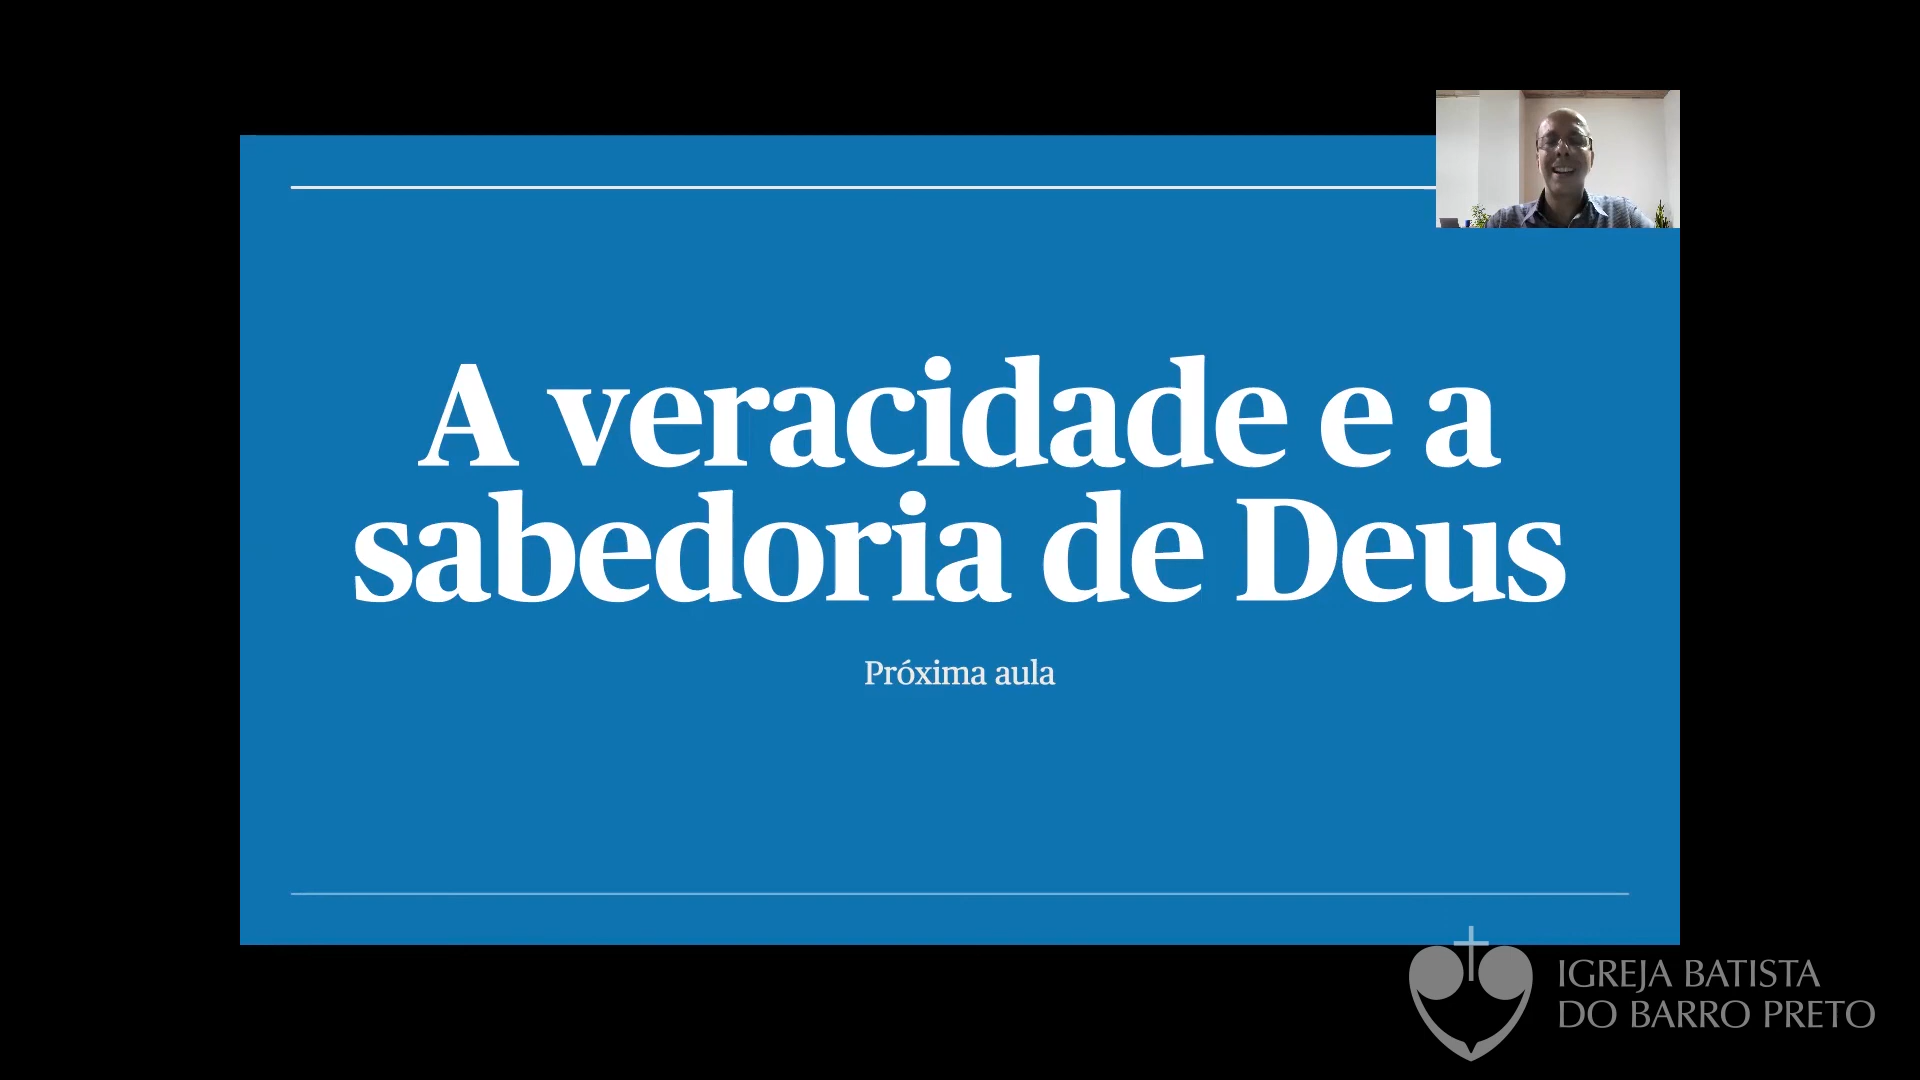 A veracidade e a
sabedoria de Deus
Próxima aula
IGREJA BATISTA
DO BARRO PRETO